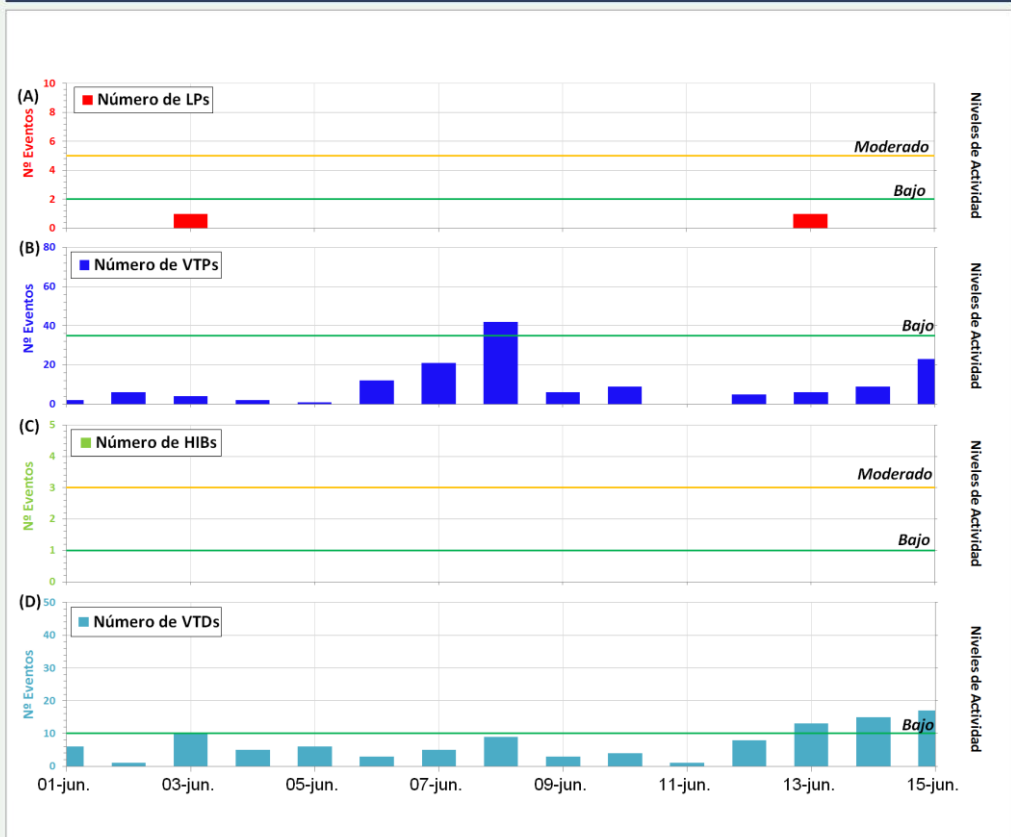 (A)
Nº Eventos
10
8
6
4
2
0
Número de LPs
Moderado
Bajo
Niveles de Actividad
(B)
Nº Eventos
80
60
40
20
0
Número de VTPs
Bajo
Niveles de Actividad
(C)
Nº Eventos
5
4
3
2
1
0
Número de HIBs
Moderado
Bajo
Niveles de Actividad
(D)
Nº Eventos
50
40
30
20
10
0
Número de VTDs
Bajo
Niveles de Actividad
01-jun. 03-jun. 05-jun. 07-jun. 09-jun. 11-jun. 13-jun. 15-jun.